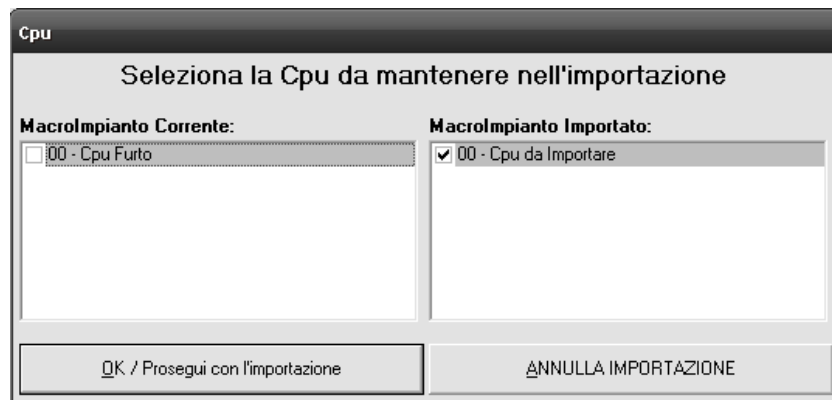 Cpu
Seleziona la Cpu da mantenere nell'importazione
MacroImpianto Corrente:
MacroImpianto Importato:
00 - Cpu Furto
00 - Cpu da Importare
OK / Prosegui con l'importazione
ANNULLA IMPORTAZIONE